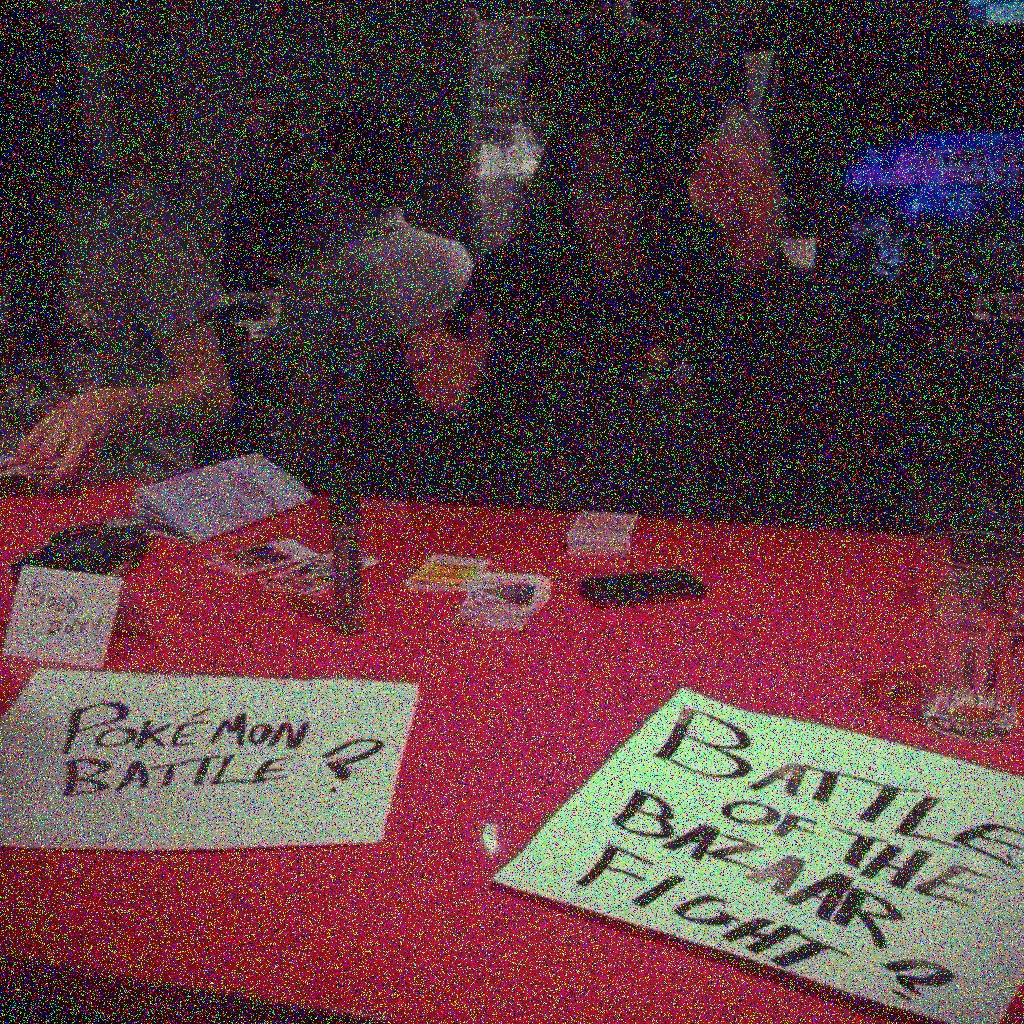 POKÉMON
BATTLE ?
BATTLE
OF THE
BAZAAR
FIGHT ?